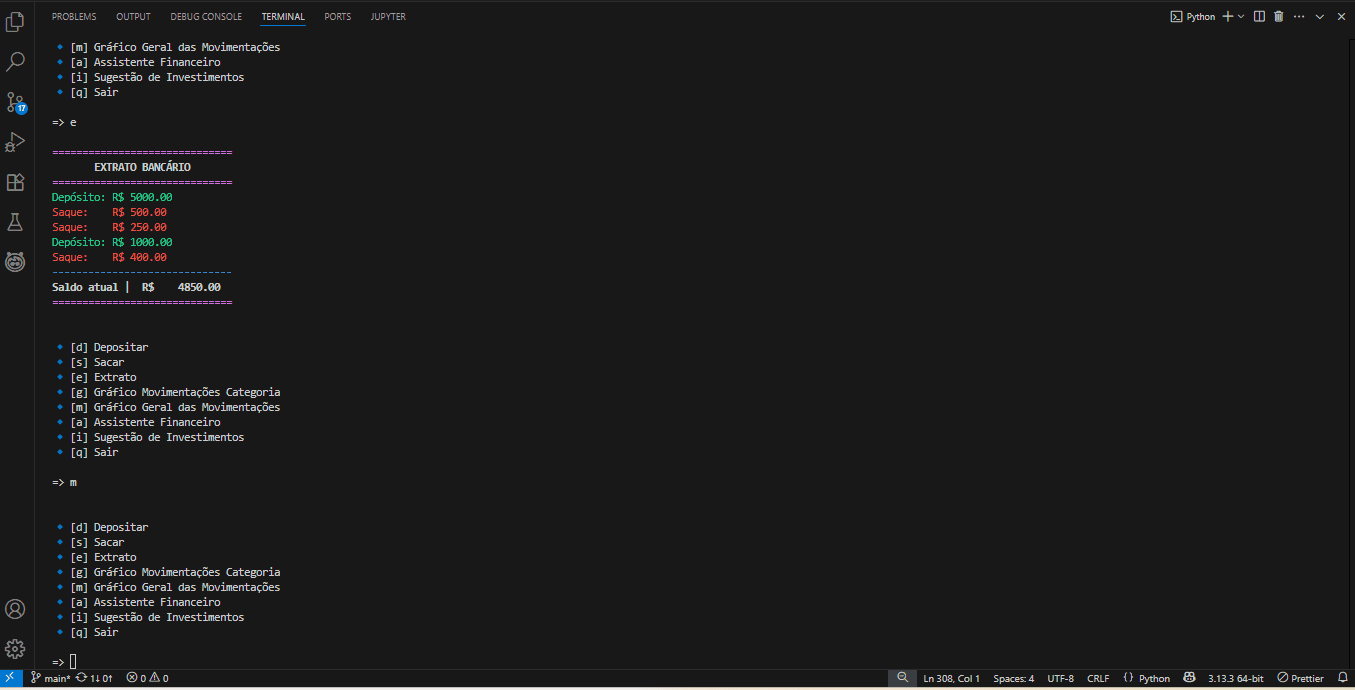 PROBLEMS OUTPUT DEBUG CONSOLE TERMINAL PORTS JUPYTER Python
[m] Gráfico Geral das Movimentações
[a] Assistente Financeiro
[i] Sugestão de Investimentos
[q] Sair
=> e
==============================
EXTRATO BANCÁRIO
==============================
Depósito: R$ 5000.00
Saque: R$ 500.00
Saque: R$ 250.00
Depósito: R$ 1000.00
Saque: R$ 400.00
------------------------------
Saldo atual | R$ 4850.00
==============================
[d] Depositar
[s] Sacar
[e] Extrato
[g] Gráfico Movimentações Categoria
[m] Gráfico Geral das Movimentações
[a] Assistente Financeiro
[i] Sugestão de Investimentos
[q] Sair
=> m
[d] Depositar
[s] Sacar
[e] Extrato
[g] Gráfico Movimentações Categoria
[m] Gráfico Geral das Movimentações
[a] Assistente Financeiro
[i] Sugestão de Investimentos
[q] Sair
=>
17
main* 1↓ 0↑ 0 0 Ln 308, Col 1 Spaces: 4 UTF-8 CRLF {} Python 3.13.3 64-bit Prettier